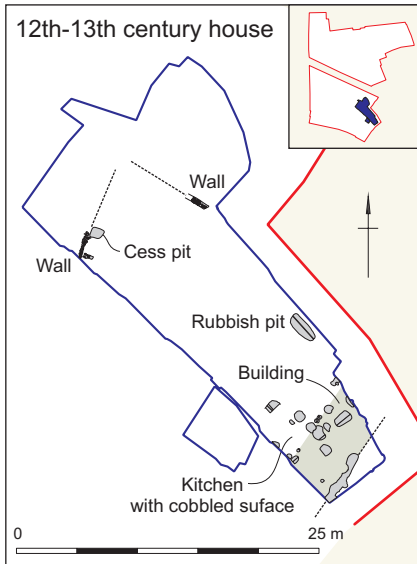 12th-13th century house
Wall
Wall
Cess pit
Rubbish pit
Building
Kitchen
with cobbled suface
0
25 m